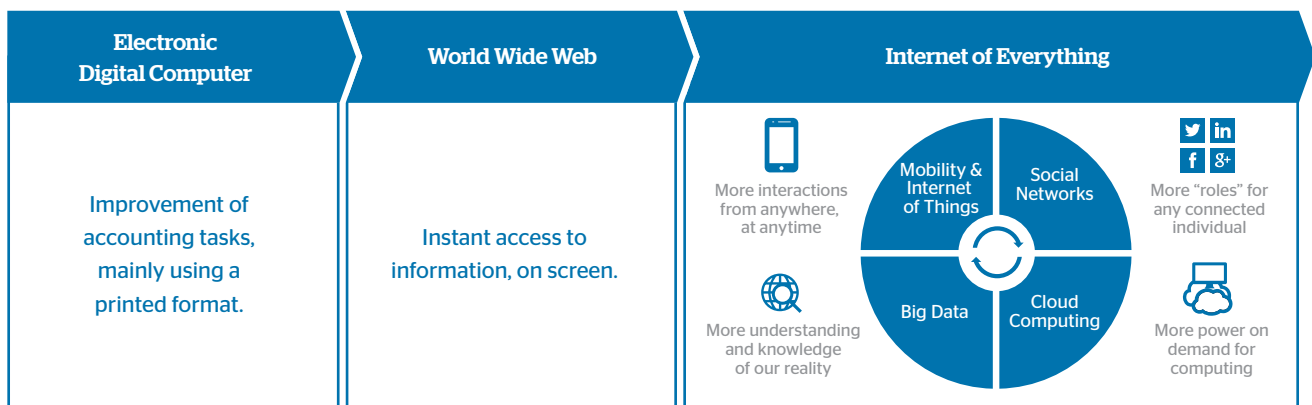 Electronic
Digital Computer
World Wide Web
Internet of Everything
Improvement of
accounting tasks,
mainly using a
printed format.
Instant access to
information, on screen.
More interactions
from anywhere,
at anytime
Mobility &
Internet
of Things
Social
Networks
in
f
g+
More “roles” for
any connected
individual
More understanding
and knowledge
of our reality
Big Data
Cloud
Computing
More power on
demand for
computing